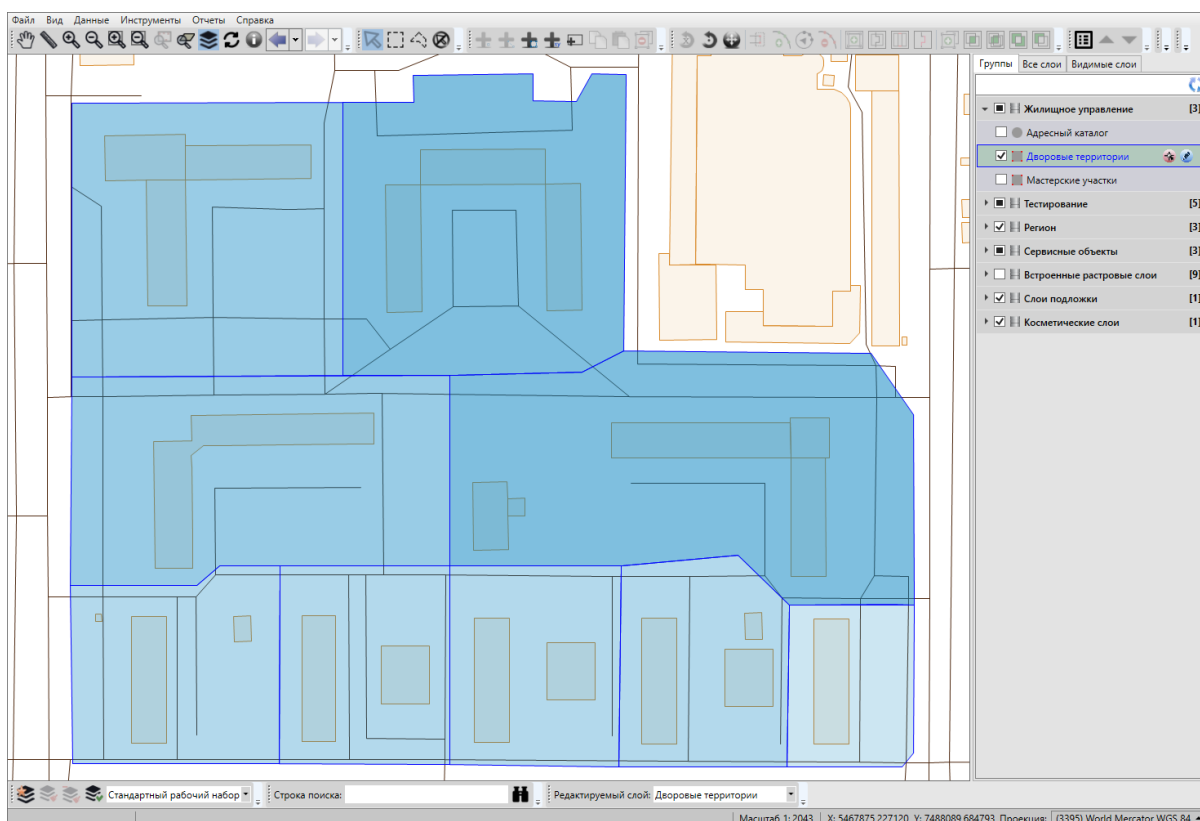 Файл Вид Данные Инструменты Отчеты Справка
Группы Все слои Видимые слои
Жилищное управление [3]
Адресный каталог
Дворовые территории
Мастерские участки
Тестирование [5]
Регион [3]
Сервисные объекты [3]
Встроенные растровые слои [9]
Слои подложки [1]
Косметические слои [1]
Стандартный рабочий набор Строка поиска: Редактируемый слой: Дворовые территории
Масштаб 1:2043 X: 5467875,227120 Y: 7488089,684793 Проекция: (3395) World Mercator WGS 84